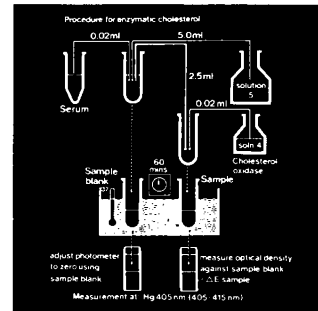 Procedure for enzymatic cholesterol
0.02ml
5.0ml
2.5ml
solution
5
Serum
0.02ml
soln 4
Cholesterol
oxidase
Sample
blank
60
mins
Sample
37
adjust photometer
to zero using
sample blank
measure optical density
against sample blank
△E sample
Measurement at Hg 405nm (405-415nm)